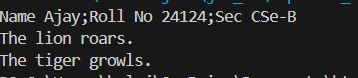 Name Ajay;Roll No 24124;Sec CSe-B
The lion roars.
The tiger growls.